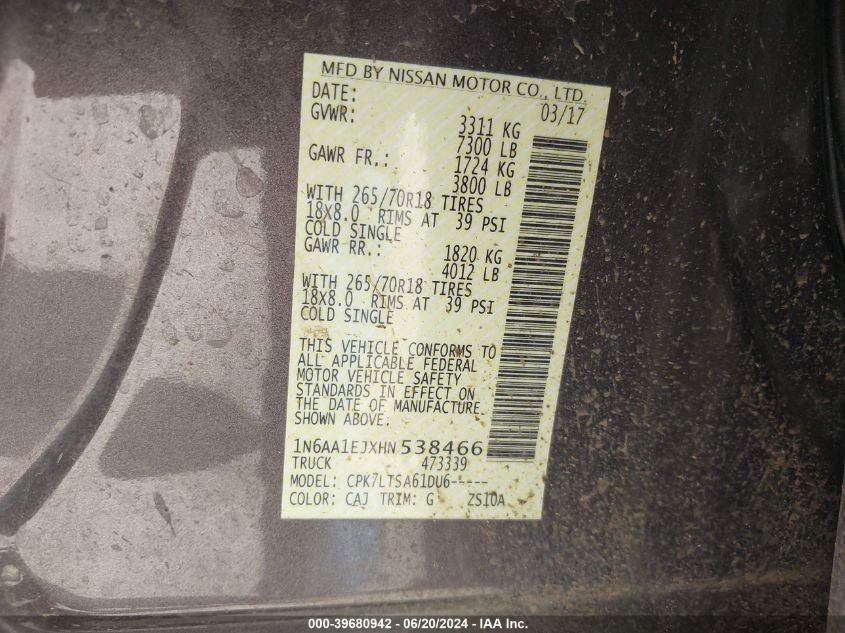 MFD BY NISSAN MOTOR CO., LTD.
DATE: 03/17
GVWR: 3311 KG
7300 LB
GAWR FR.: 1724 KG
3800 LB
WITH 265/70R18 TIRES
18X8.0 RIMS AT 39 PSI
COLD SINGLE
GAWR RR.: 1820 KG
4012 LB
WITH 265/70R18 TIRES
18X8.0 RIMS AT 39 PSI
COLD SINGLE
THIS VEHICLE CONFORMS TO
ALL APPLICABLE FEDERAL
MOTOR VEHICLE SAFETY
STANDARDS IN EFFECT ON
THE DATE OF MANUFACTURE
SHOWN ABOVE.
1N6AA1EJXHN538466
TRUCK 473339
MODEL: CPK7LTSA61DU6-----
COLOR: CAJ TRIM: G ZS10A
000-39680942 - 06/20/2024 - IAA Inc.